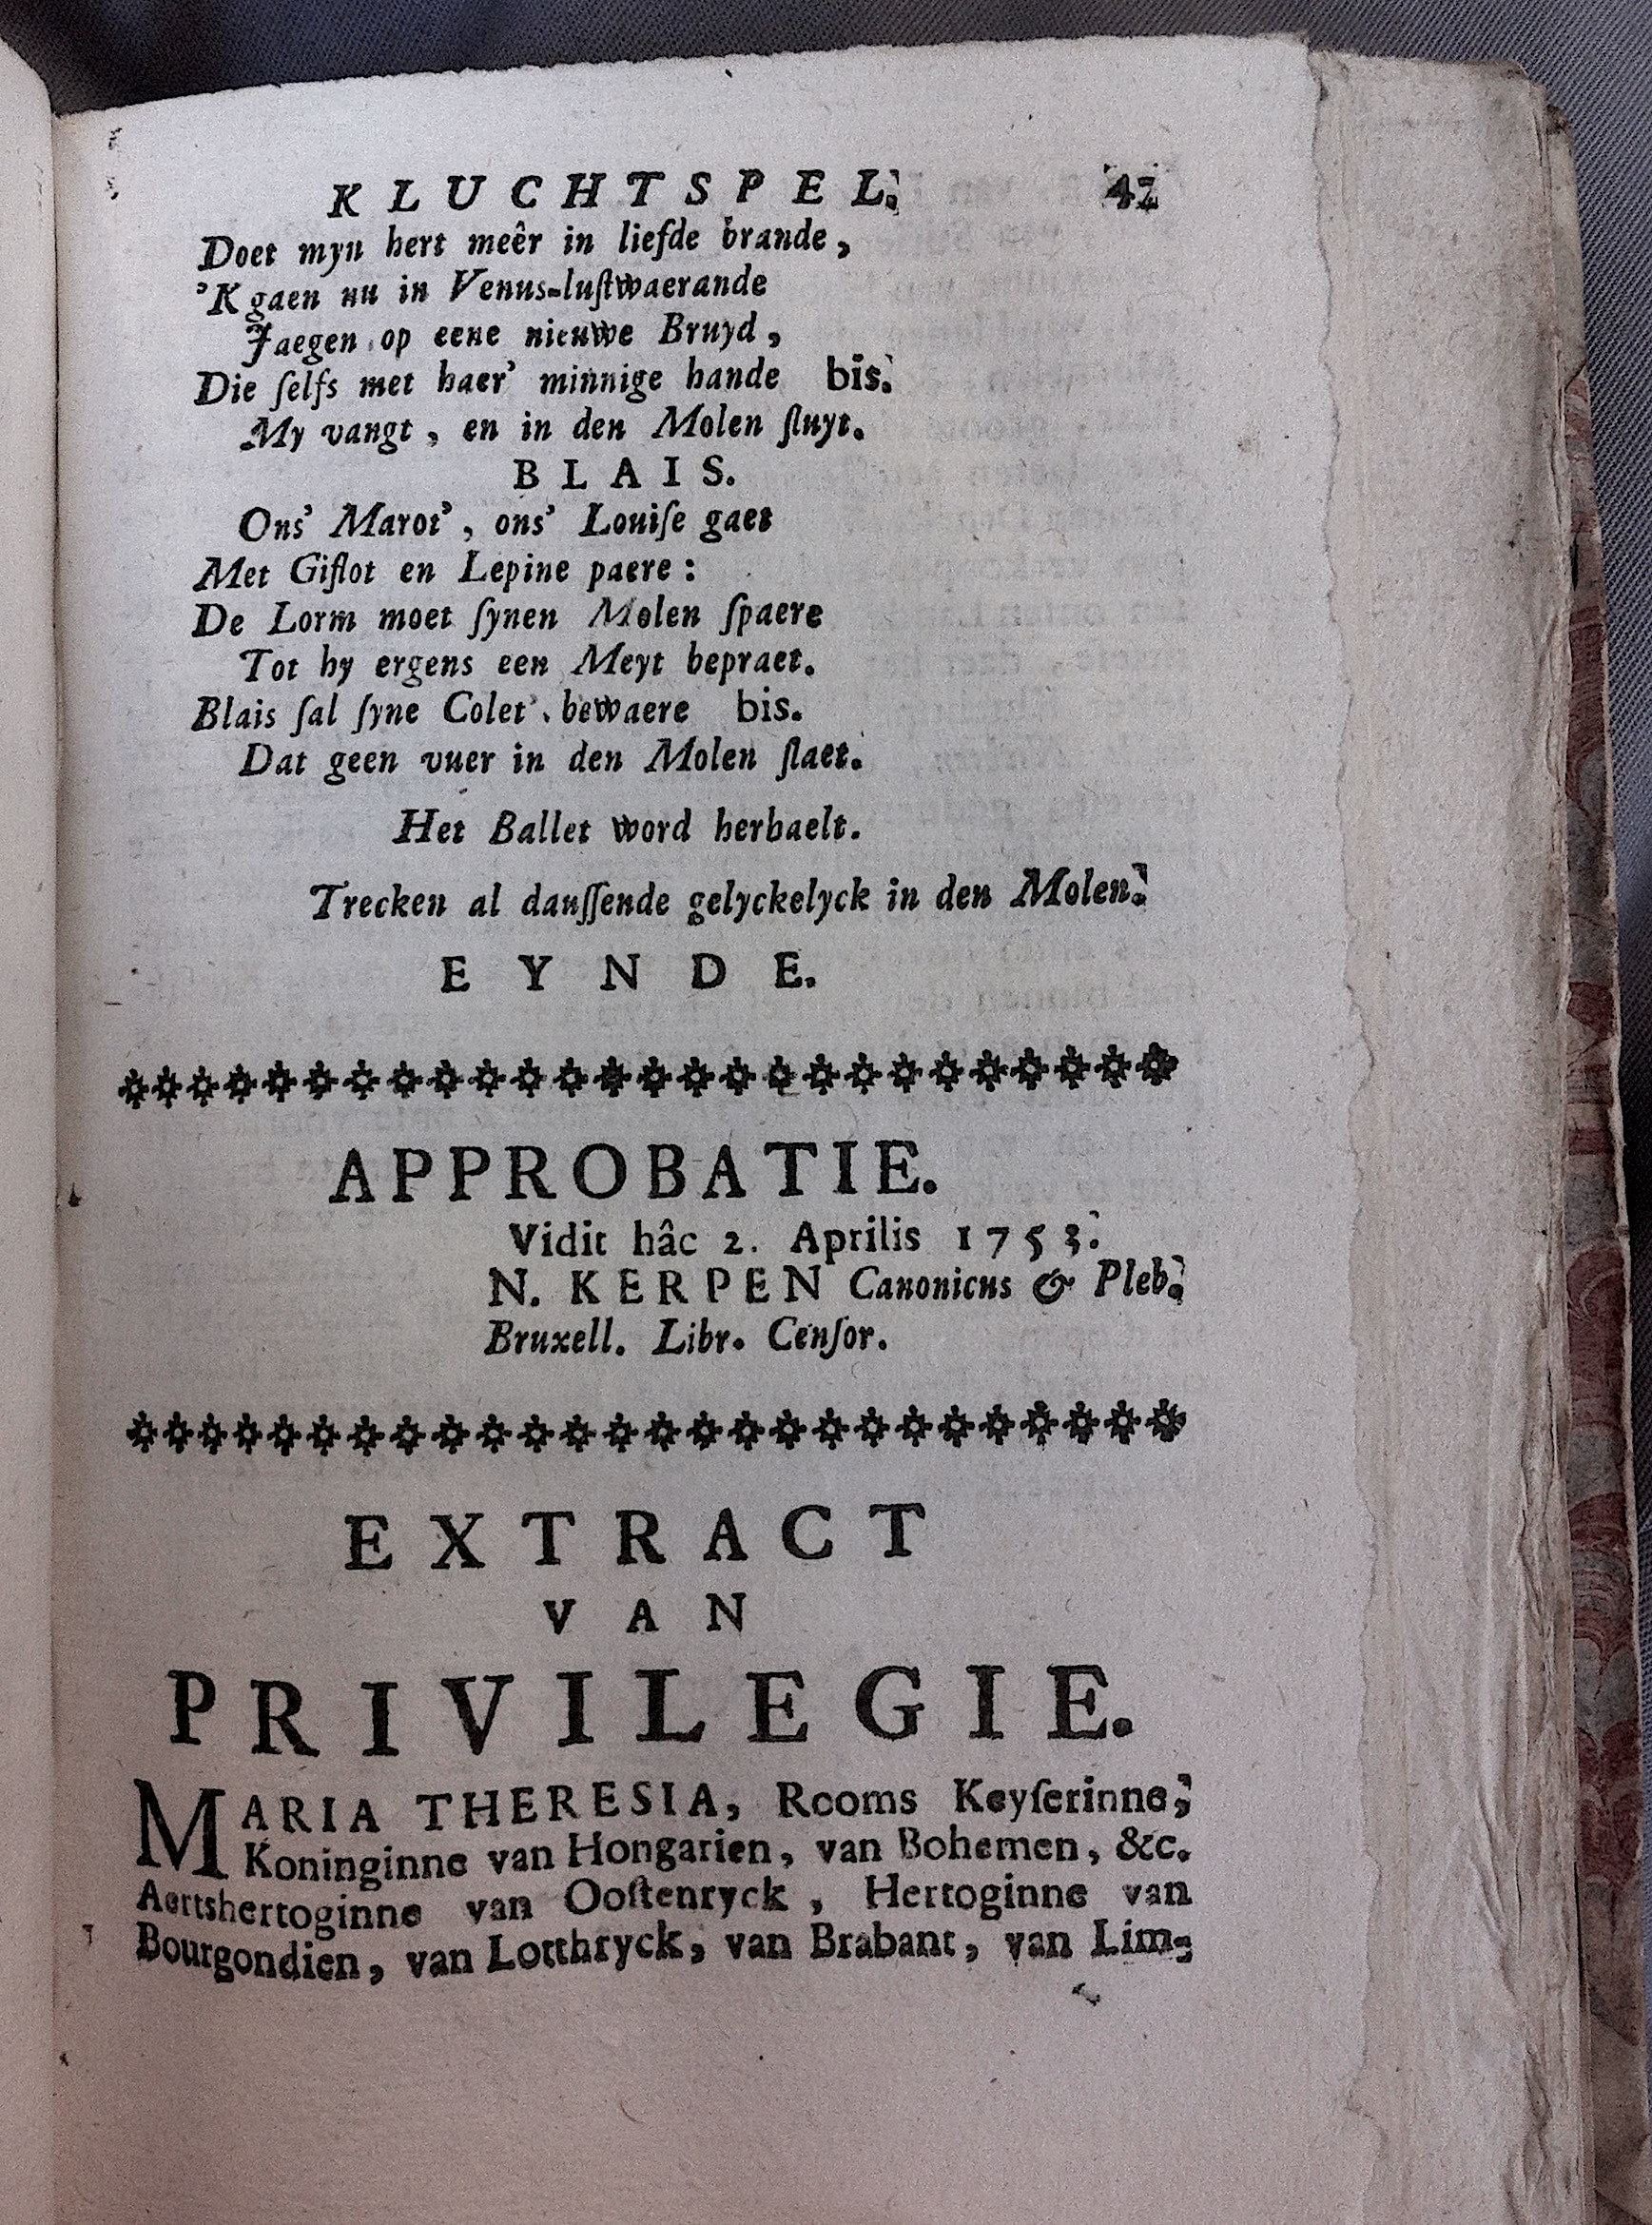 KLUCHTSPEL. 42
Doet myn hert meêr in liefde brande,
'K gaen nu in Venus-luſtwaerande
Jaegen op eene nieuwe Bruyd,
Die ſelfs met haer' minnige hande bis.
My vangt, en in den Molen ſluyt.
BLAIS.
Ons' Marot', ons' Louiſe gaet
Met Giſlot en Lepine paere:
De Lorm moet ſynen Molen ſpaere
Tot hy ergens een Meyt bepraet.
Blais ſal ſyne Colet' bewaere bis.
Dat geen vuer in den Molen ſlaet.
Het Ballet word herhaelt.
Trecken al danſſende gelyckelyck in den Molen.
EYNDE.
APPROBATIE.
Vidit hâc 2. Aprilis 1753.
N. KERPEN Canonicus & Pleb.
Bruxell. Libr. Cenſor.
EXTRACT
VAN
PRIVILEGIE.
MARIA THERESIA, Rooms Keyſerinne,
Koninginne van Hongarien, van Bohemen, &c.
Aertshertoginne van Ooſtenryck, Hertoginne van
Bourgondien, van Lotthryck, van Brabant, van Lim-